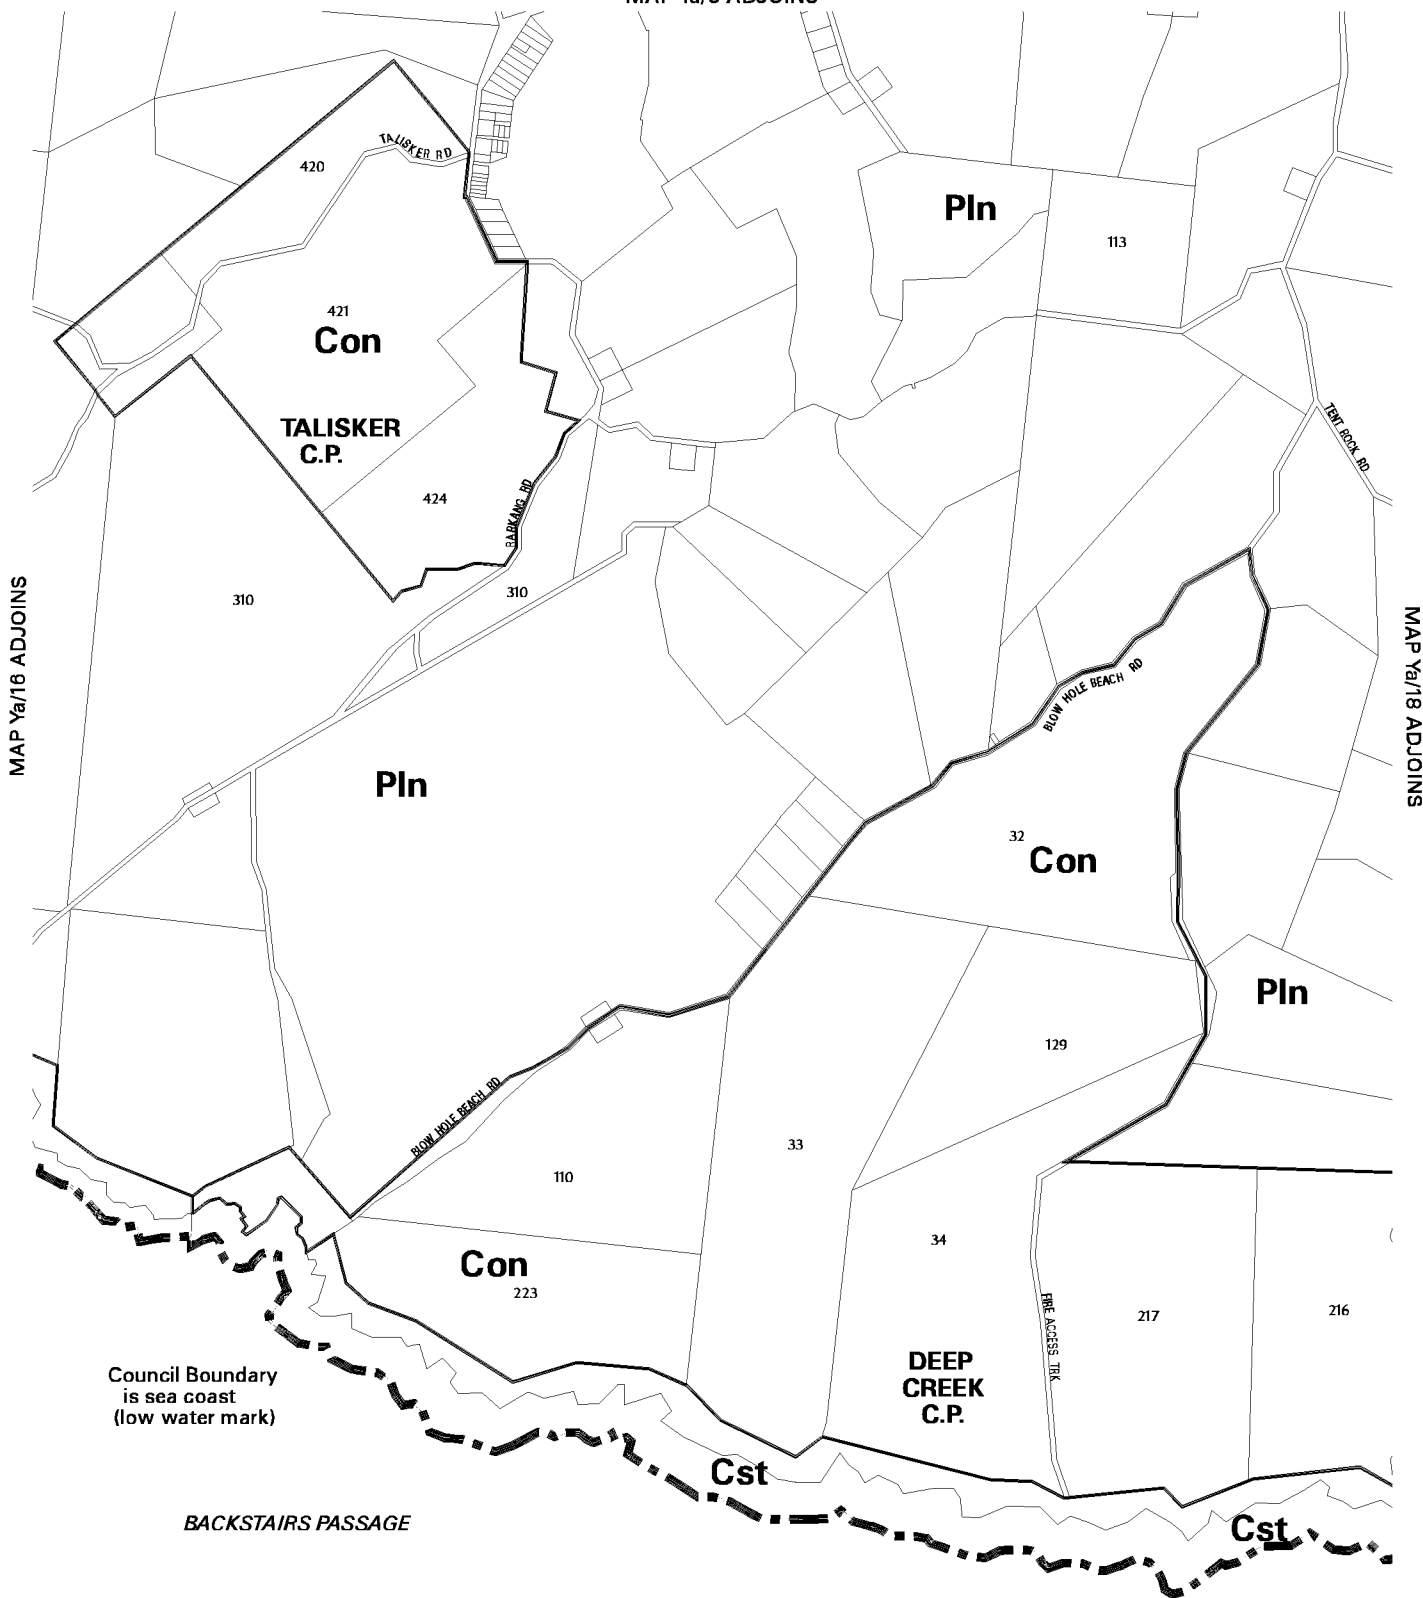 TALISKER RD
420
Pln
113
421
Con
TALISKER
C.P.
TENT ROCK RD
424
310
310
MAP Ya/16 ADJOINS
MAP Ya/18 ADJOINS
BLOW HOLE BEACH RD
Pln
32
Con
Pln
129
BLOW HOLE BEACH RD
33
110
34
Con
223
FIRE ACCESS TRK
217
216
DEEP
CREEK
C.P.
Council Boundary
is sea coast
(low water mark)
Cst
BACKSTAIRS PASSAGE
Cst